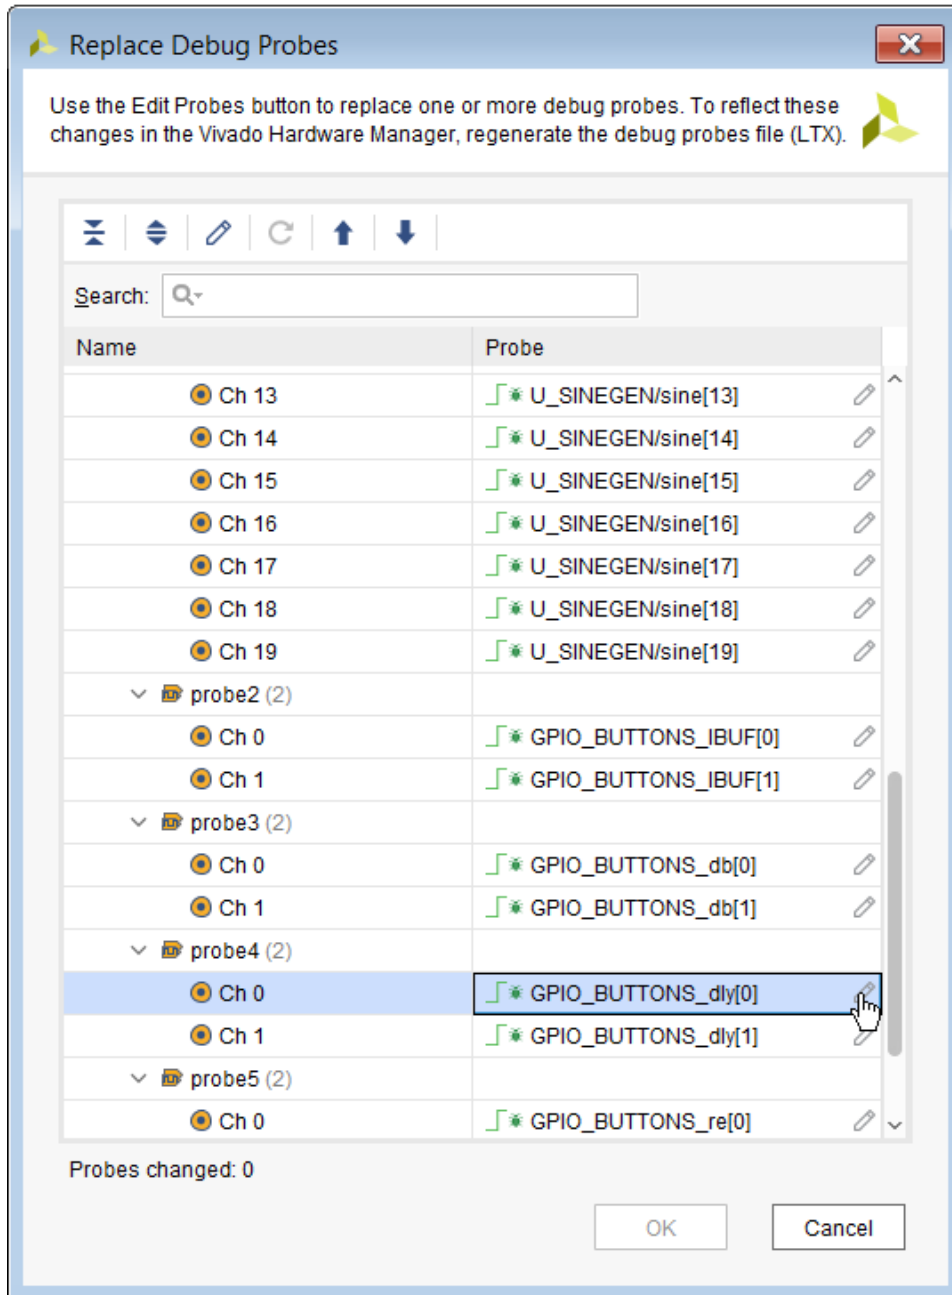 Replace Debug Probes
Use the Edit Probes button to replace one or more debug probes. To reflect these
changes in the Vivado Hardware Manager, regenerate the debug probes file (LTX).
Search:
Name Probe
Ch 13 U_SINEGEN/sine[13]
Ch 14 U_SINEGEN/sine[14]
Ch 15 U_SINEGEN/sine[15]
Ch 16 U_SINEGEN/sine[16]
Ch 17 U_SINEGEN/sine[17]
Ch 18 U_SINEGEN/sine[18]
Ch 19 U_SINEGEN/sine[19]
probe2 (2)
Ch 0 GPIO_BUTTONS_IBUF[0]
Ch 1 GPIO_BUTTONS_IBUF[1]
probe3 (2)
Ch 0 GPIO_BUTTONS_db[0]
Ch 1 GPIO_BUTTONS_db[1]
probe4 (2)
Ch 0 GPIO_BUTTONS_dly[0]
Ch 1 GPIO_BUTTONS_dly[1]
probe5 (2)
Ch 0 GPIO_BUTTONS_re[0]
Probes changed: 0
OK Cancel